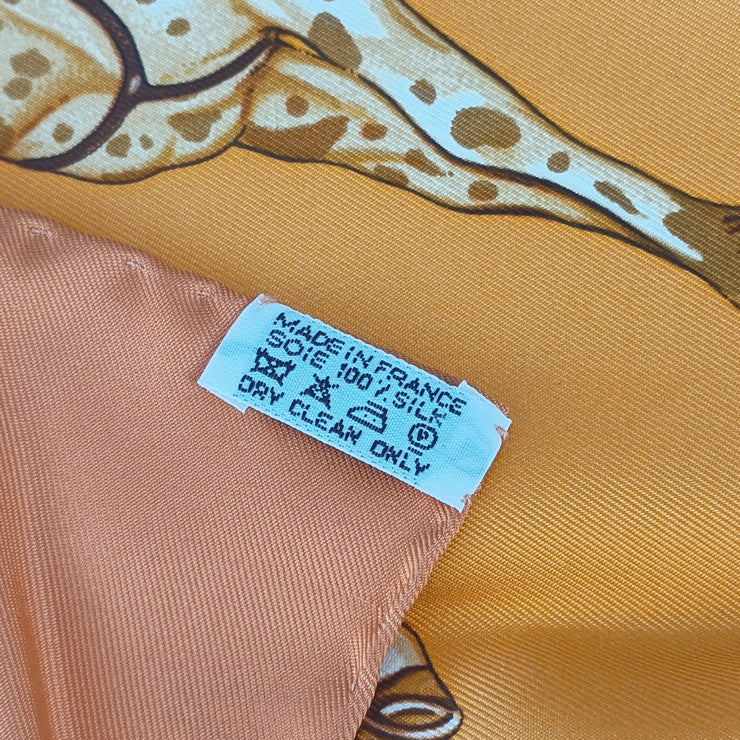 MADE IN FRANCE
SOIE 100% SILK
P
DRY CLEAN ONLY